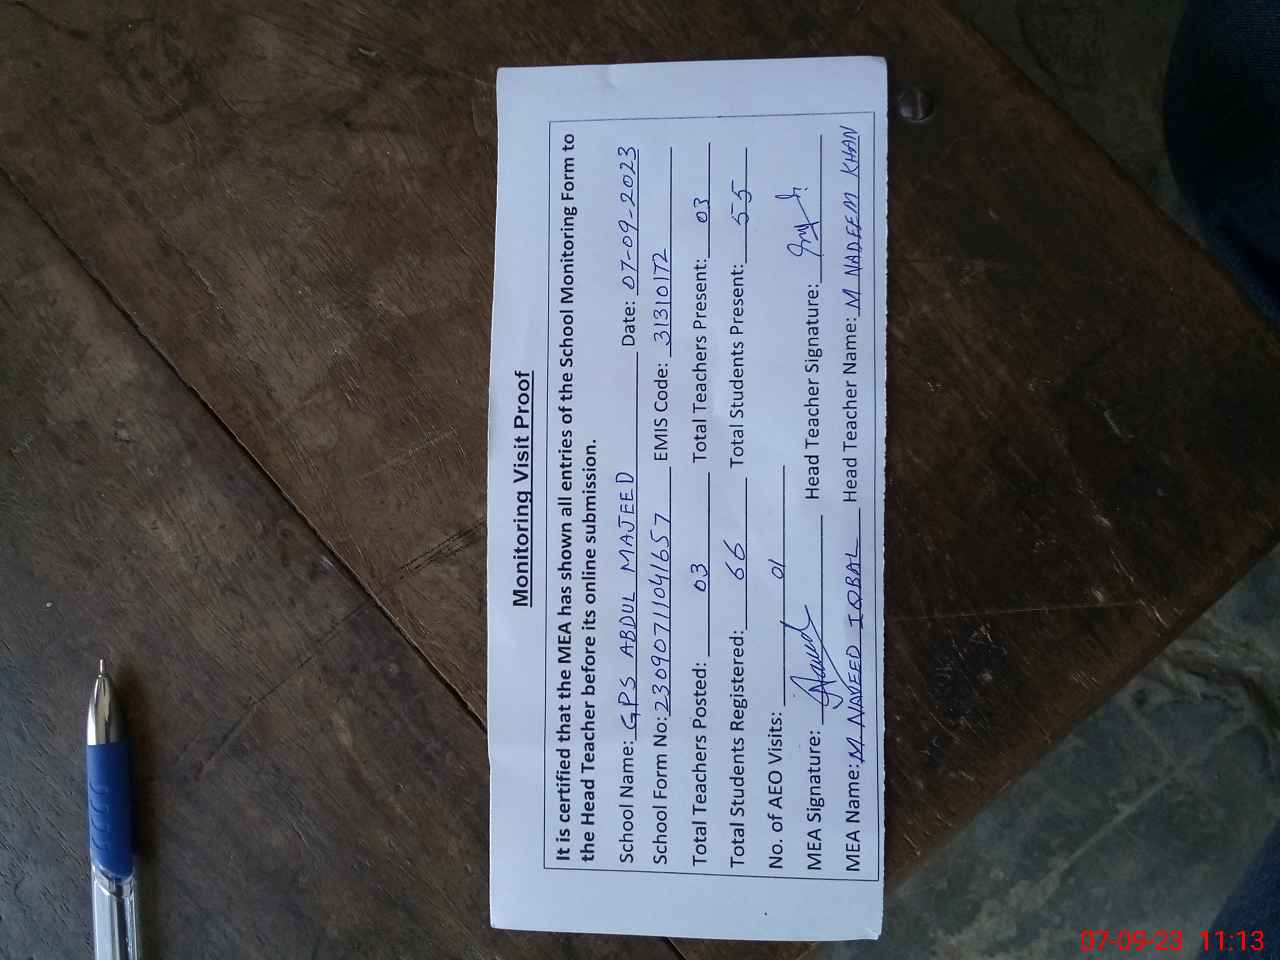 Monitoring Visit Proof
It is certified that the MEA has shown all entries of the School Monitoring Form to
the Head Teacher before its online submission.
School Name: GPS ABDUL MAJEED Date: 07-09-2023
School Form No: 23090711041657 EMIS Code: 31310172
Total Teachers Posted: 03 Total Teachers Present: 03
Total Students Registered: 66 Total Students Present: 55
No. of AEO Visits: 01
MEA Signature: Head Teacher Signature:
MEA Name: M NAVEED IQBAL Head Teacher Name: M NADEEM KHAN
07-09-23 11:13